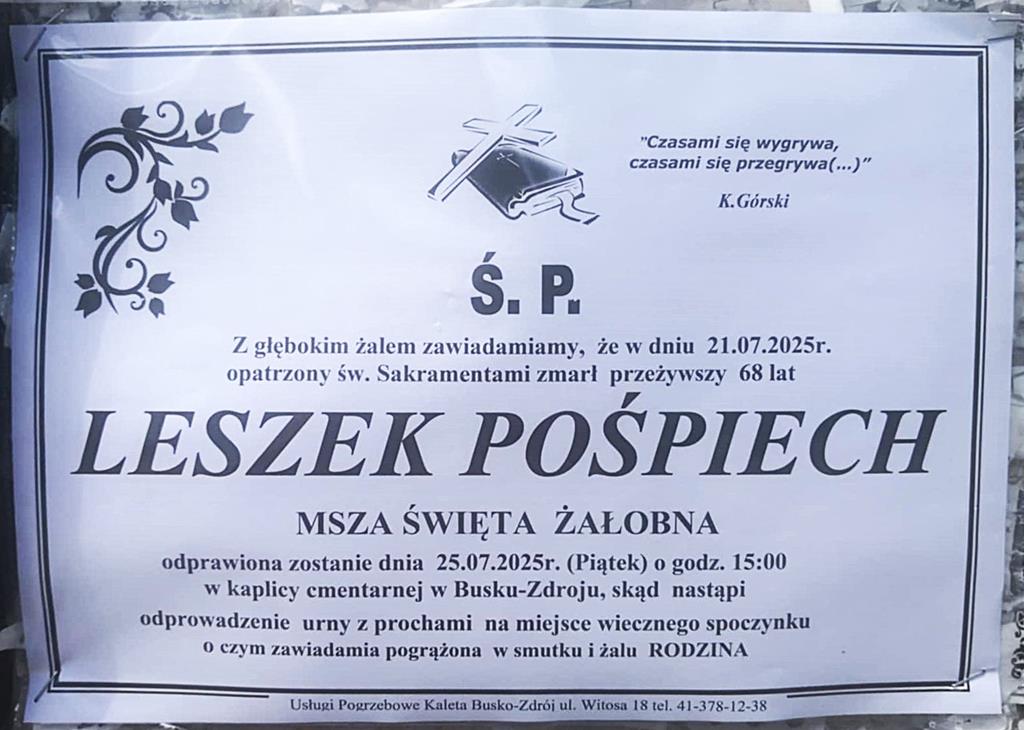 "Czasami się wygrywa,
czasami się przegrywa(...)”
K.Górski
Ś. P.
Z głębokim żalem zawiadamiamy, że w dniu 21.07.2025r.
opatrzony św. Sakramentami zmarł przeżywszy 68 lat
LESZEK POŚPIECH
MSZA ŚWIĘTA ŻAŁOBNA
odprawiona zostanie dnia 25.07.2025r. (Piątek) o godz. 15:00
w kaplicy cmentarnej w Busku-Zdroju, skąd nastąpi
odprowadzenie urny z prochami na miejsce wiecznego spoczynku
o czym zawiadamia pogrążona w smutku i żalu RODZINA
Usługi Pogrzebowe Kaleta Busko-Zdrój ul. Witosa 18 tel. 41-378-12-38